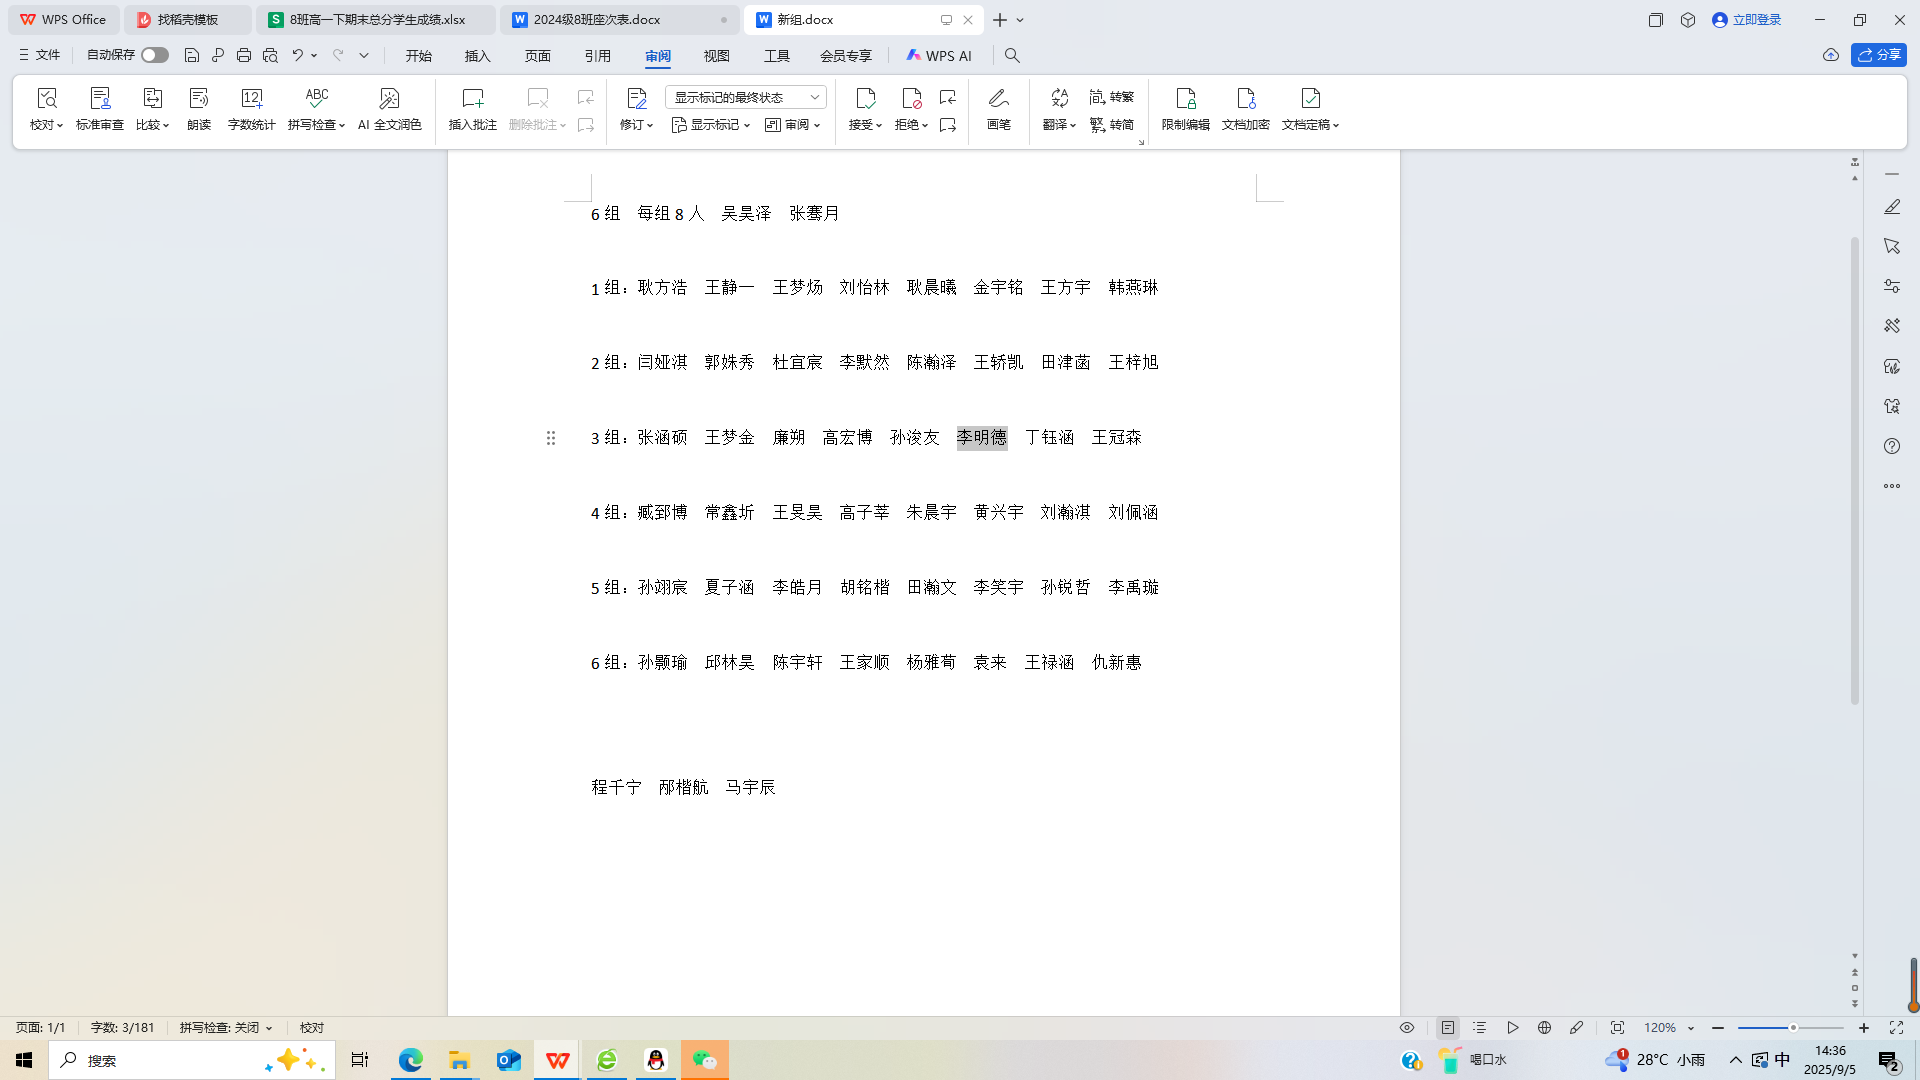 WPS Office 找稻壳模板 8班高一下期末总分学生成绩.xlsx 2024级8班座次表.docx 新组.docx 立即登录
文件 自动保存 开始 插入 页面 引用 审阅 视图 工具 会员专享 WPS AI 分享
显示标记的最终状态 简 转繁
校对 标准审查 比较 朗读 字数统计 拼写检查 AI 全文润色 插入批注 删除批注 修订 显示标记 审阅 接受 拒绝 画笔 翻译 繁 转简 限制编辑 文档加密 文档定稿
6 组 每组 8 人 吴昊泽 张骞月
1 组：耿方浩 王静一 王梦炀 刘怡林 耿晨曦 金宇铭 王方宇 韩燕琳
2 组：闫娅淇 郭姝秀 杜宜宸 李默然 陈瀚泽 王轿凯 田津菡 王梓旭
3 组：张涵硕 王梦金 廉朔 高宏博 孙浚友 李明德 丁钰涵 王冠森
4 组：臧郅博 常鑫圻 王旻昊 高子莘 朱晨宇 黄兴宇 刘瀚淇 刘佩涵
5 组：孙翊宸 夏子涵 李皓月 胡铭楷 田瀚文 李笑宇 孙锐哲 李禹璇
6 组：孙颢瑜 邱林昊 陈宇轩 王家顺 杨雅荀 袁来 王禄涵 仇新惠
程千宁 邴楷航 马宇辰
页面: 1/1 字数: 3/181 拼写检查: 关闭 校对 120%
搜索 喝口水 28°C 小雨 中 14:36
2025/9/5